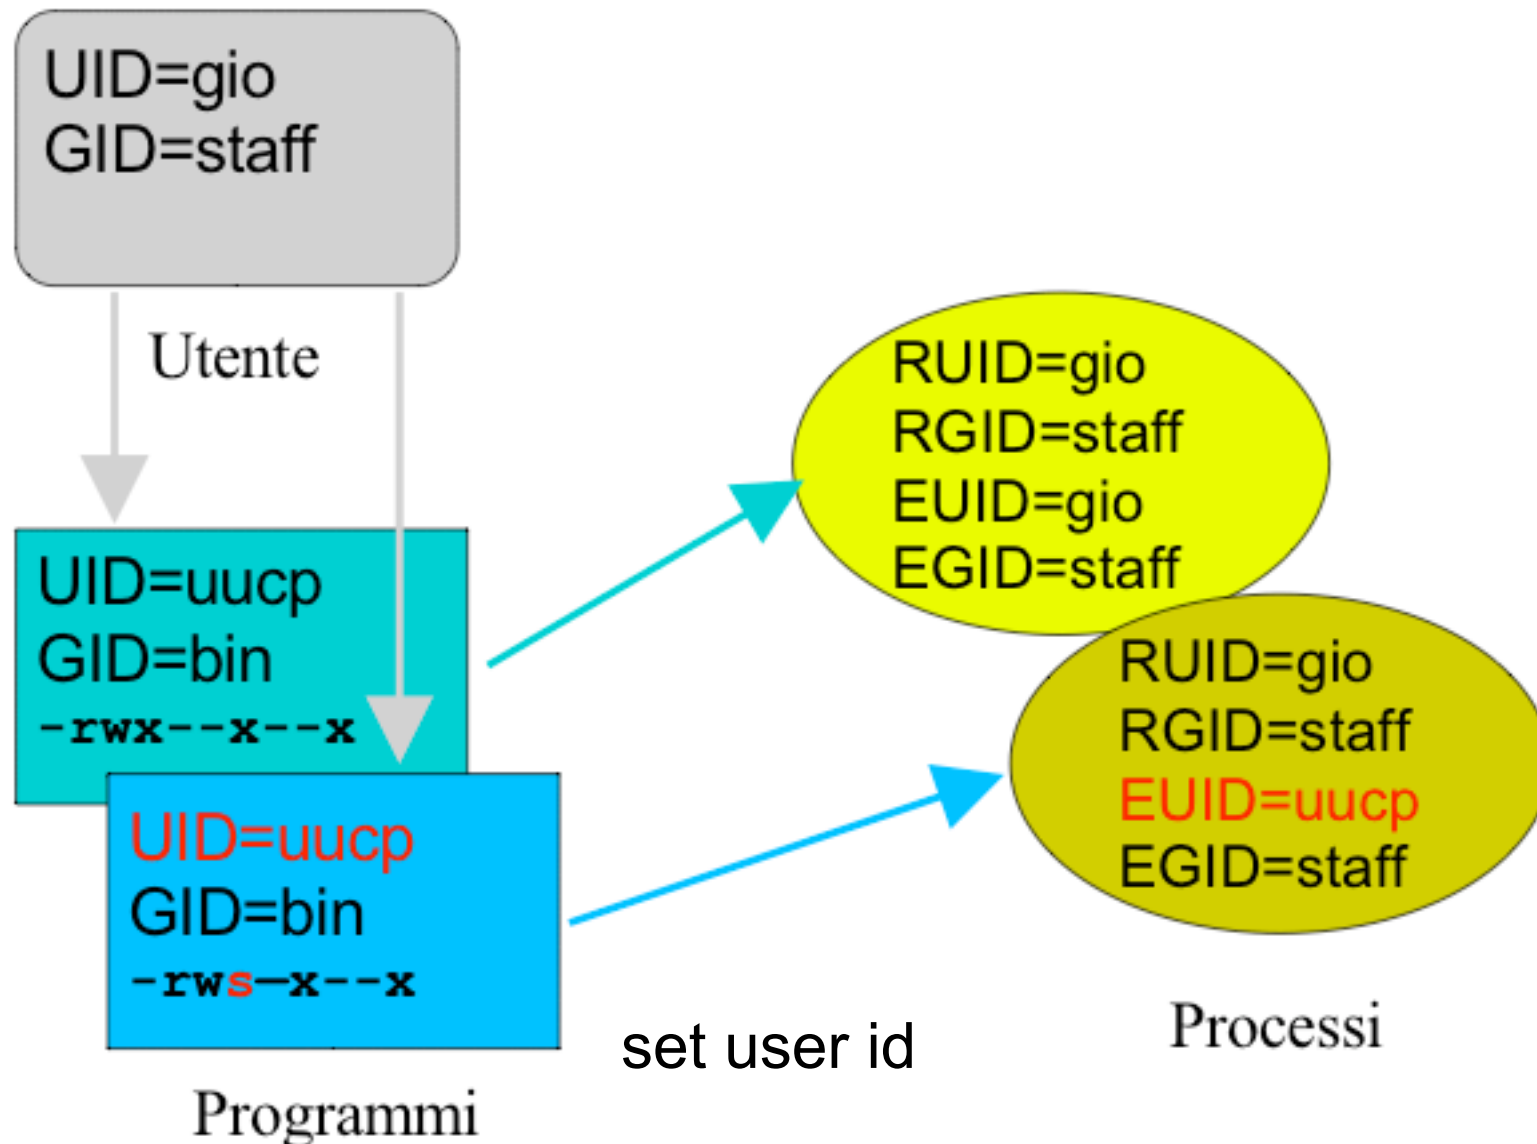 UID=gio
GID=staff
Utente
UID=uucp
GID=bin
-rwx--x--x
UID=uucp
GID=bin
-rws—x--x
Programmi
set user id
RUID=gio
RGID=staff
EUID=gio
EGID=staff
RUID=gio
RGID=staff
EUID=uucp
EGID=staff
Processi